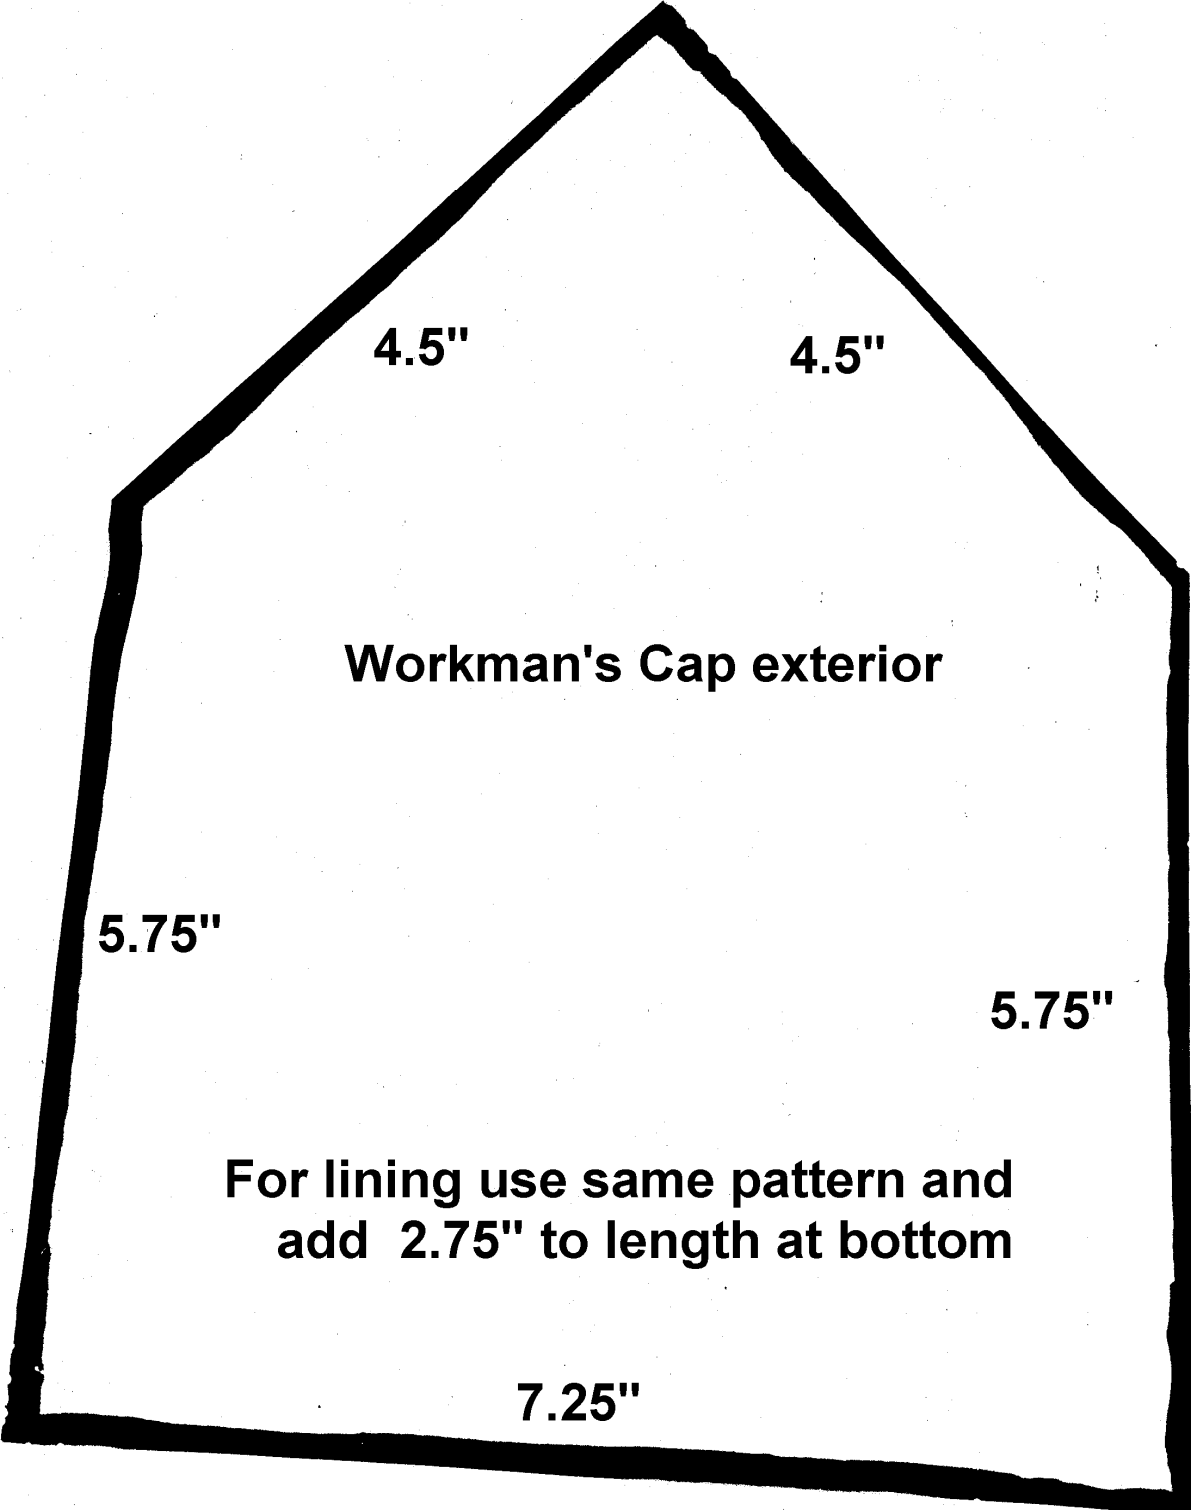 4.5"
4.5"
Workman's Cap exterior
5.75"
5.75"
For lining use same pattern and
add  2.75" to length at bottom
7.25"